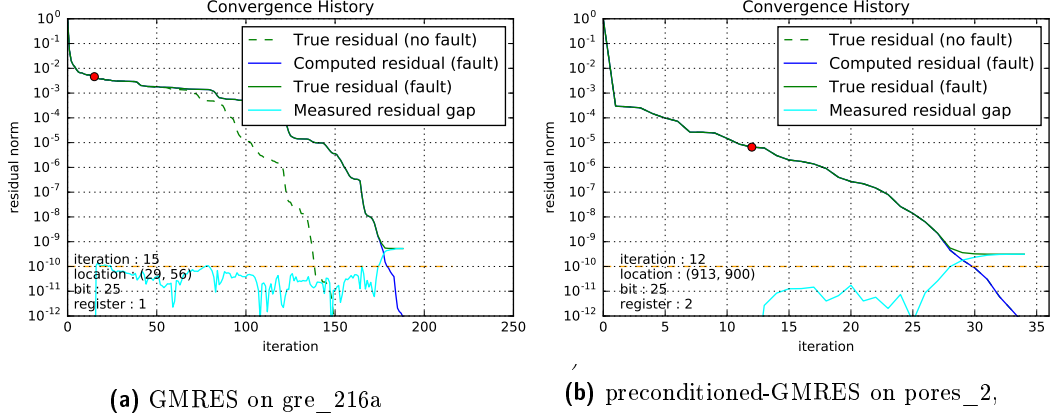 Convergence History
10^0
10^-1
10^-2
10^-3
10^-4
10^-5
10^-6
10^-7
10^-8
10^-9
10^-10
10^-11
10^-12
residual norm
True residual (no fault)
Computed residual (fault)
True residual (fault)
Measured residual gap
iteration : 15
location : (29, 56)
bit : 25
register : 1
0 50 100 150 200 250
iteration
(a) GMRES on gre_216a
Convergence History
10^0
10^-1
10^-2
10^-3
10^-4
10^-5
10^-6
10^-7
10^-8
10^-9
10^-10
10^-11
10^-12
residual norm
True residual (no fault)
Computed residual (fault)
True residual (fault)
Measured residual gap
iteration : 12
location : (913, 900)
bit : 25
register : 2
0 5 10 15 20 25 30 35
iteration
,
(b) preconditioned-GMRES on pores_2,